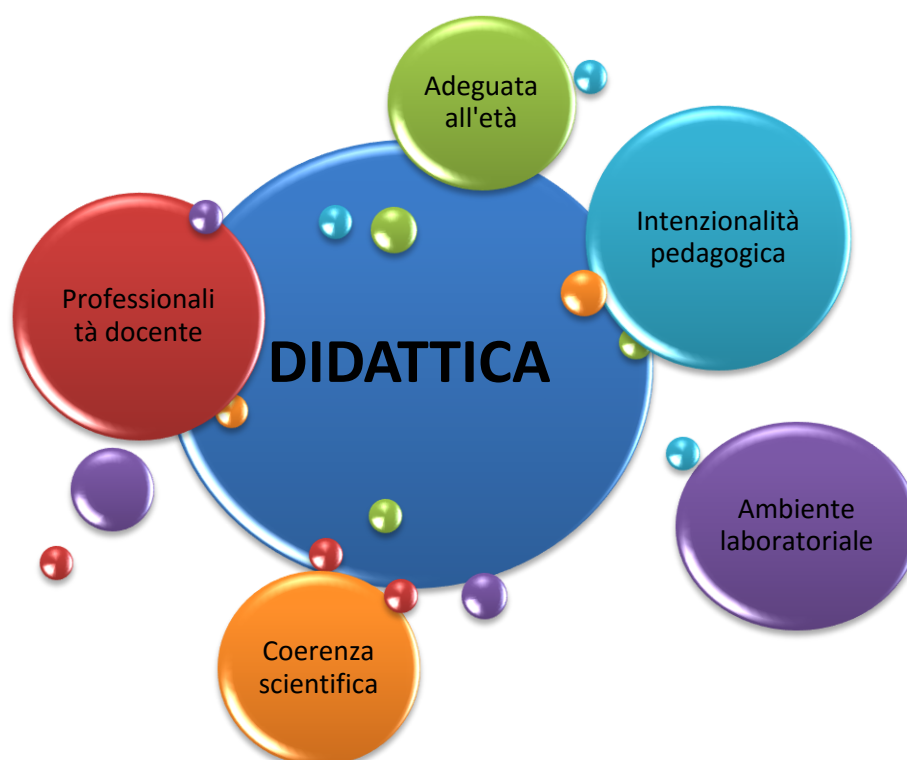 Adeguata
all'età
Intenzionalità
pedagogica
Professionali
tà docente
DIDATTICA
Ambiente
laboratoriale
Coerenza
scientifica